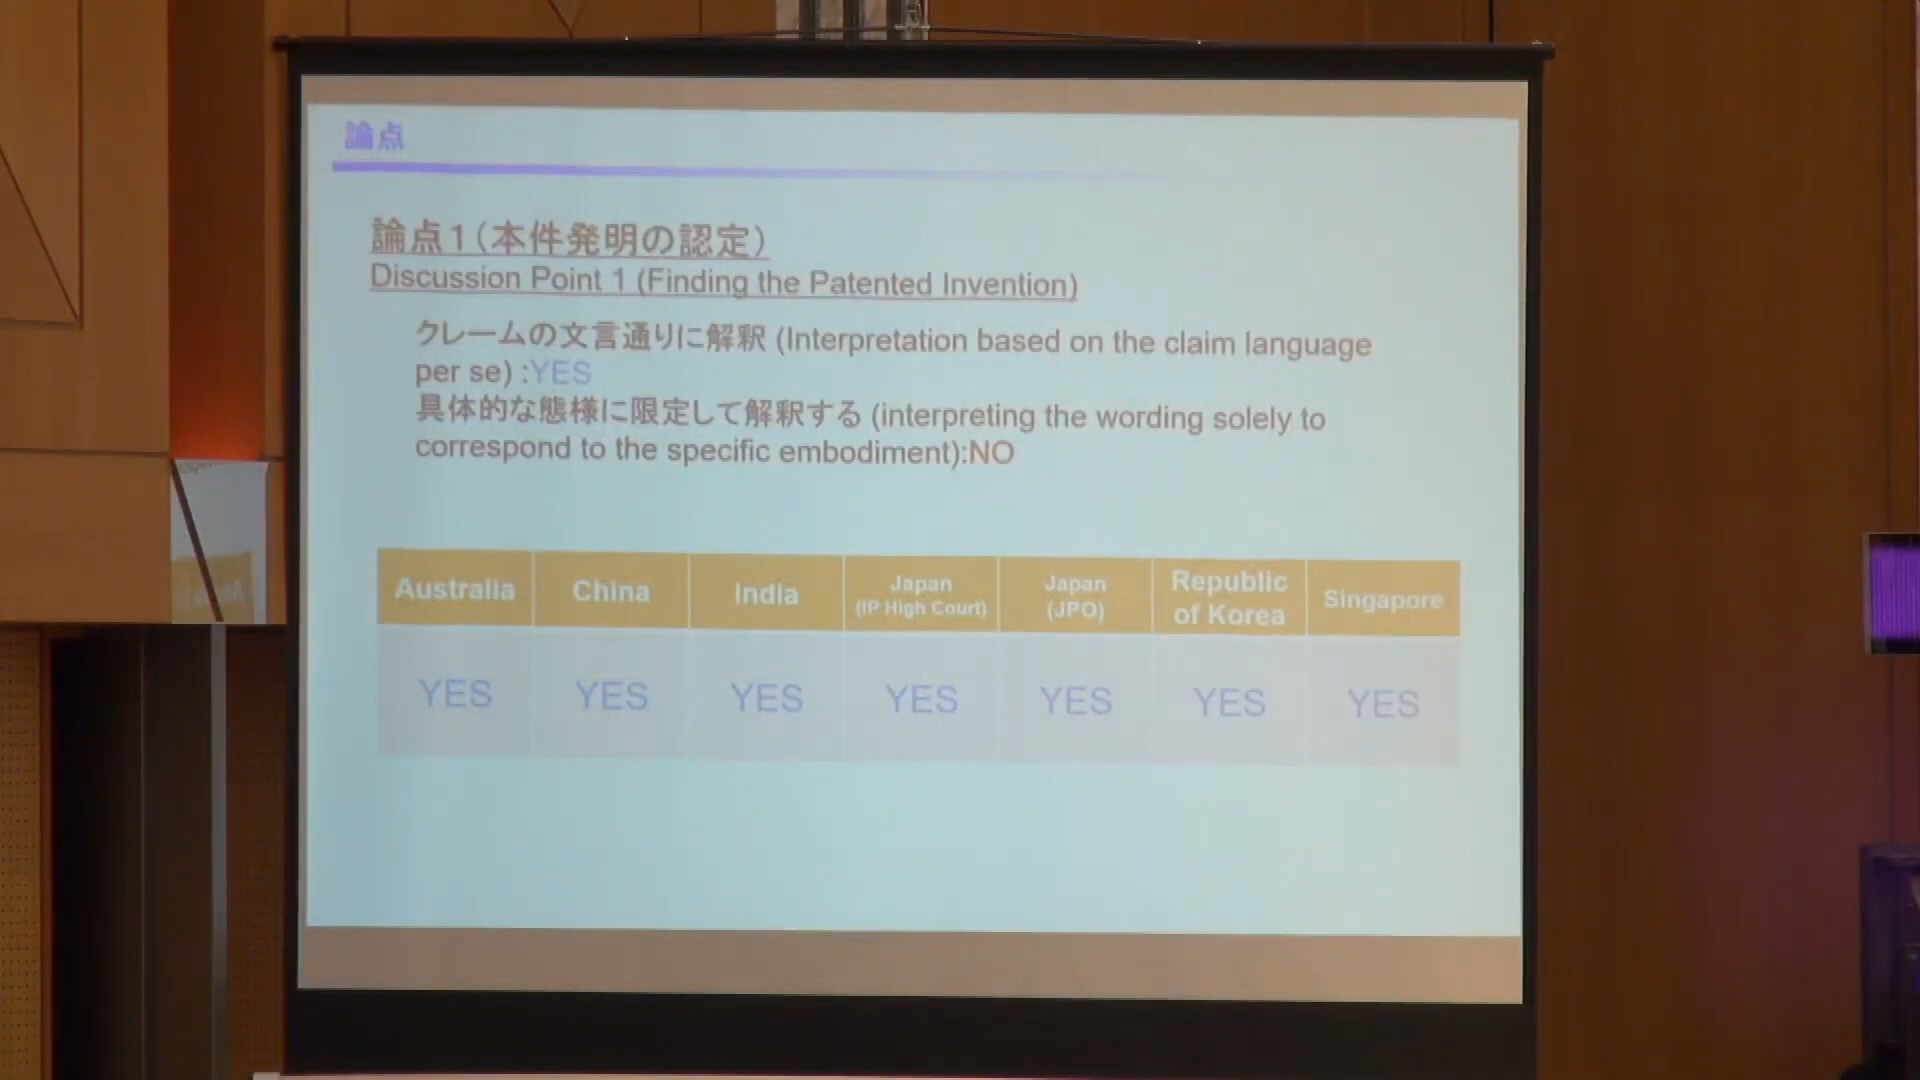 論点
論点1(本件発明の認定)
Discussion Point 1 (Finding the Patented Invention)
クレームの文言通りに解釈 (Interpretation based on the claim language
per se) :YES
具体的な態様に限定して解釈する (interpreting the wording solely to
correspond to the specific embodiment):NO
Australia China India Japan (IP High Court) Japan (JPO) Republic of Korea Singapore
YES YES YES YES YES YES YES